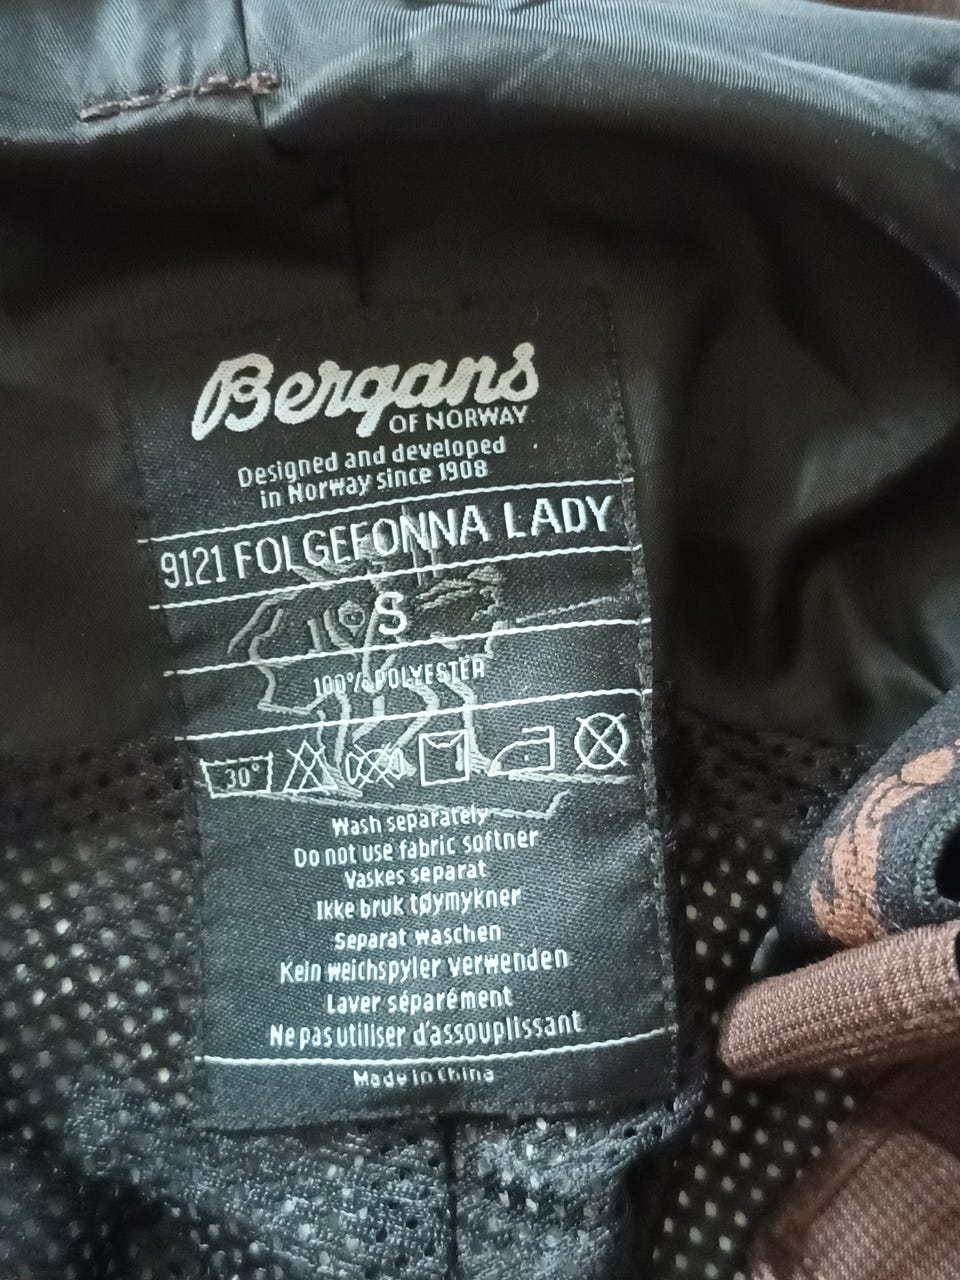 Bergans
OF NORWAY
Designed and developed
in Norway since 1908
9121 FOLGEFONNA LADY
S
100% POLYESTER
30°
Wash separately
Do not use fabric softner
Vaskes separat
Ikke bruk tøymykner
Separat waschen
Kein weichspyler verwenden
Laver séparément
Ne pas utiliser d'assouplissant
Made in China